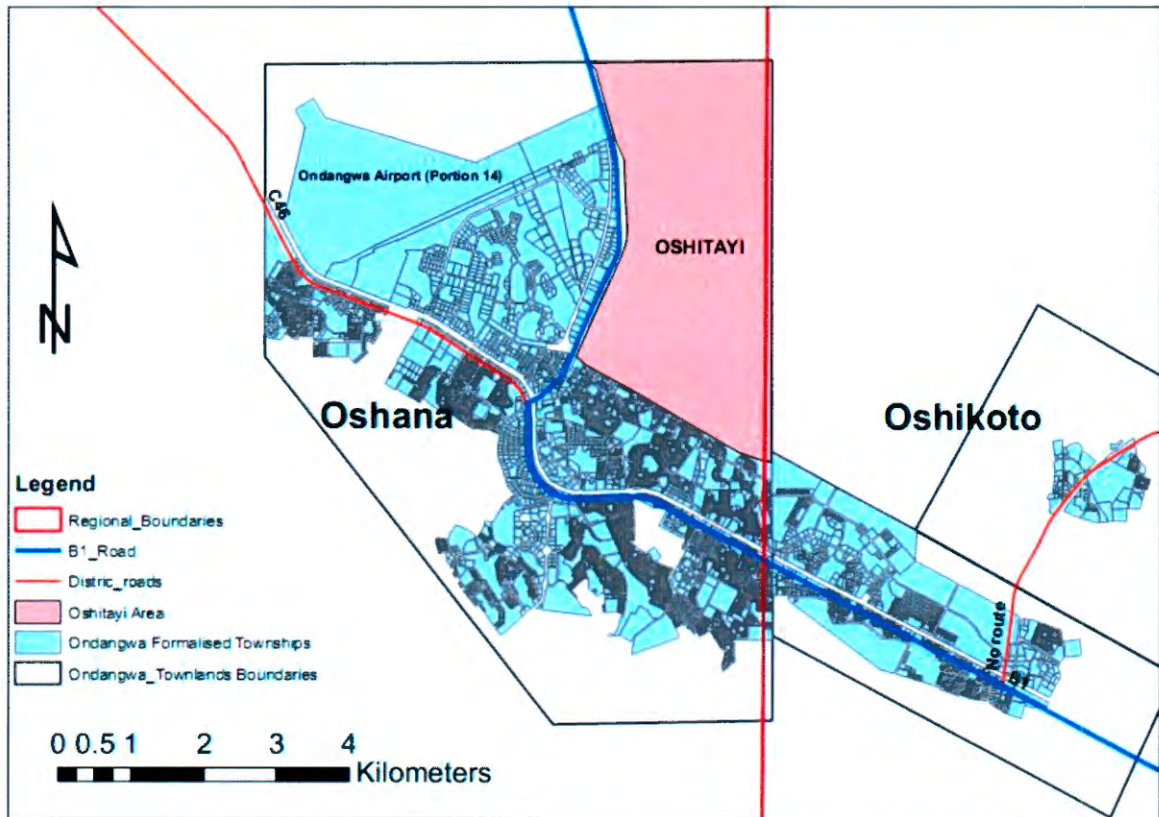 Ondangwa Airport (Portion 14)
C46
OSHITAYI
N
Oshana
Oshikoto
Legend
Regional_Boundaries
B1_Road
Distric_roads
Oshitayi Area
Ondangwa Formalised Townships
Ondangwa_Townlands Boundaries
No route
B1
0 0.5 1 2 3 4
Kilometers